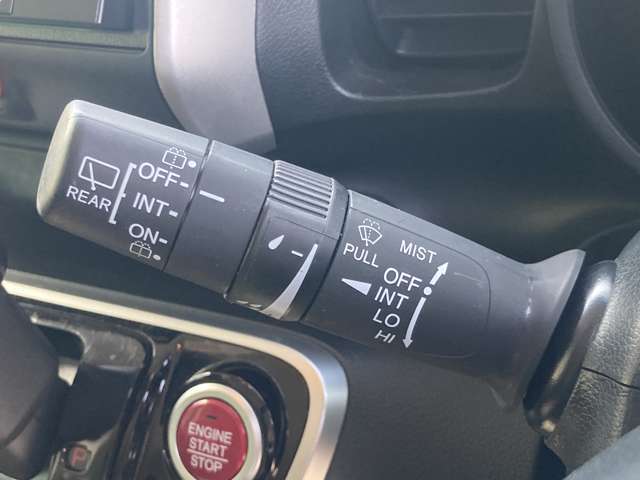 REAR
OFF
INT
ON
PULL
MIST
OFF
INT
LO
HI
ENGINE
START
STOP
P